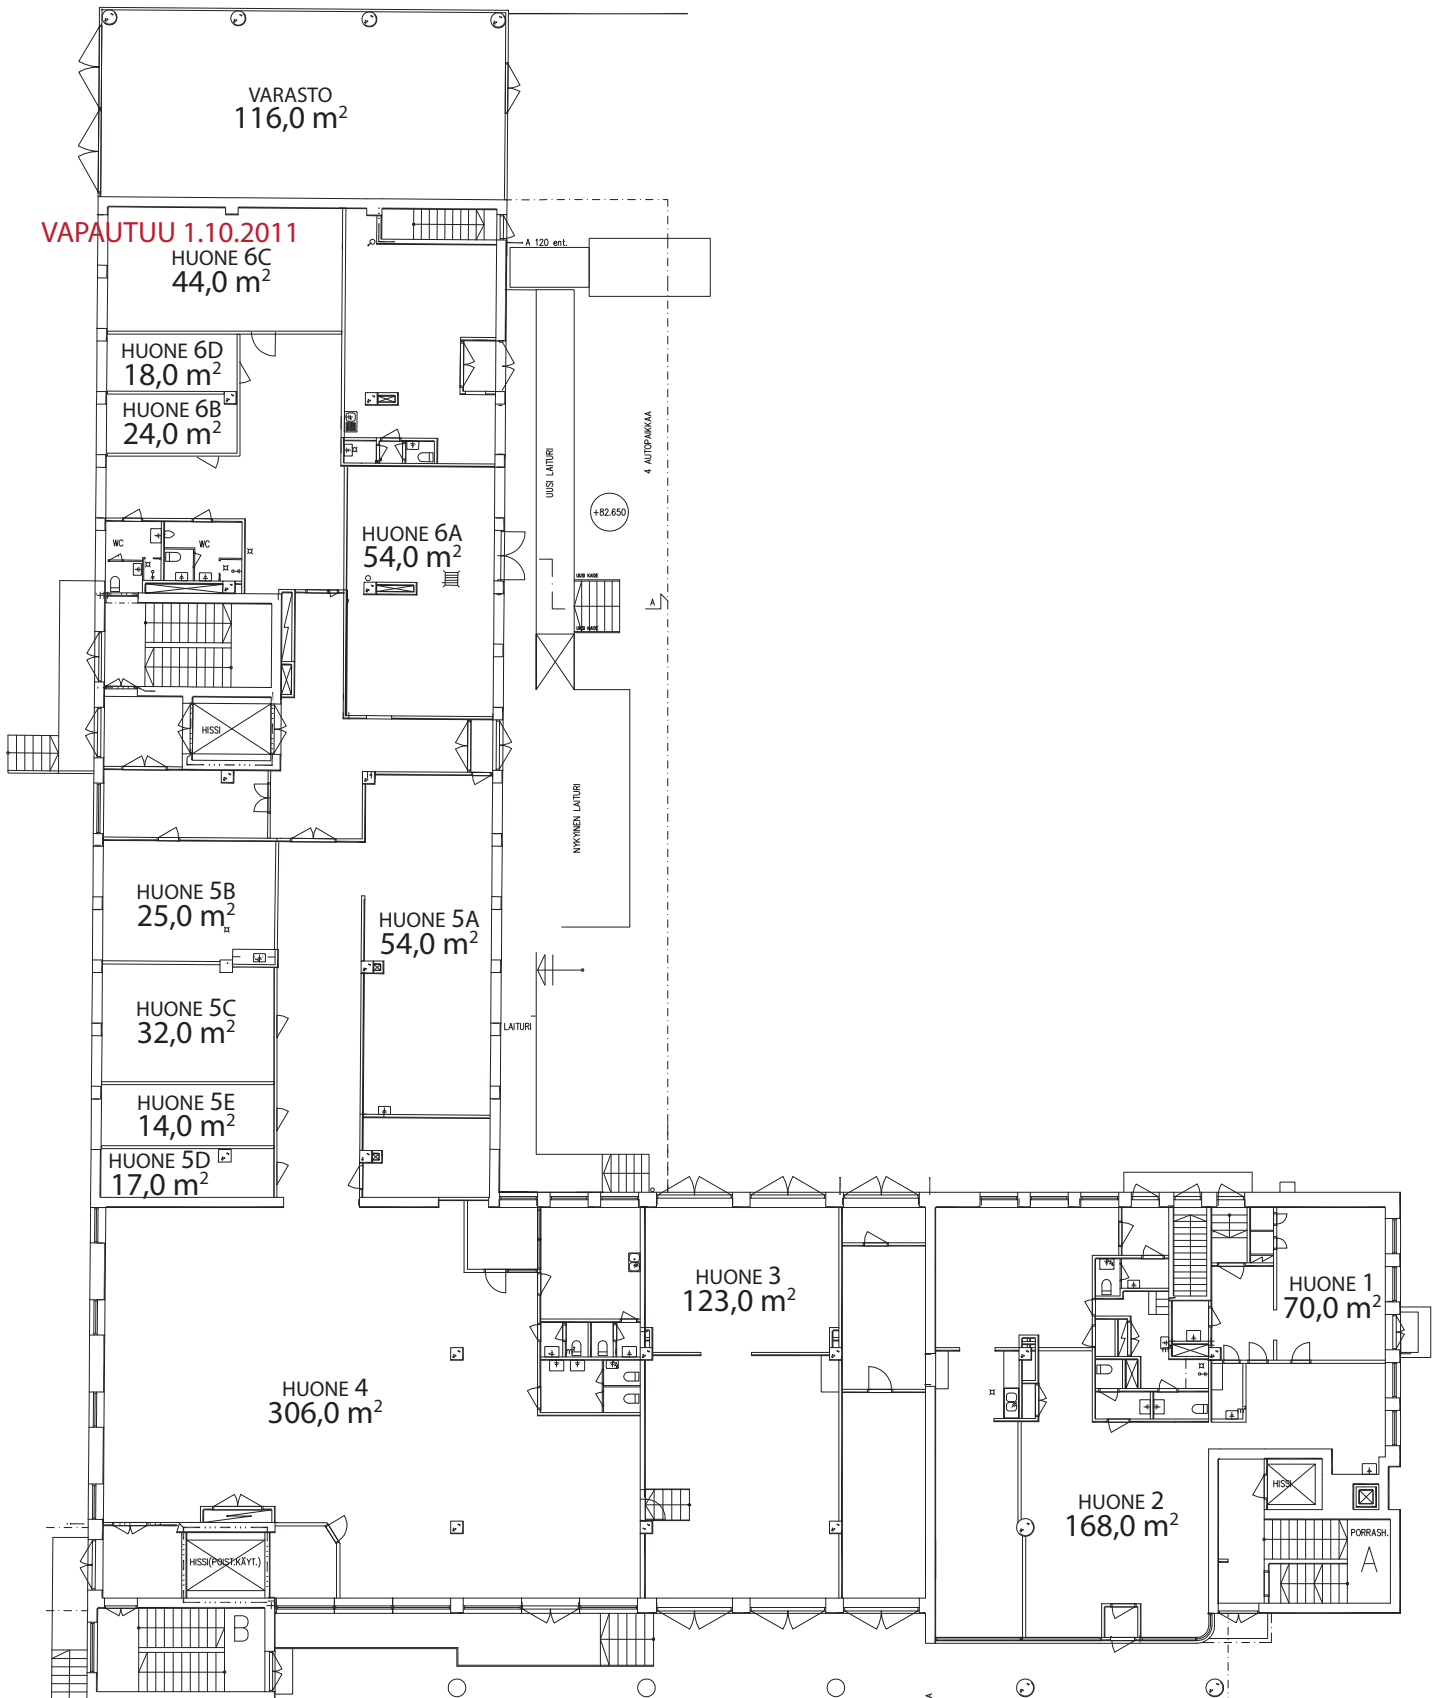 VARASTO
116,0 m²
VAPAUTUU 1.10.2011
HUONE 6C
44,0 m²
A 120 ent.
HUONE 6D
18,0 m²
HUONE 6B
24,0 m²
4 AUTOPAIKKAA
UUSI LAITURI
+82.650
HUONE 6A
54,0 m²
WC
WC
UUSI KAIDE
A
UUSI KAIDE
HISSI
NYKYINEN LAITURI
HUONE 5B
25,0 m²
HUONE 5A
54,0 m²
HUONE 5C
32,0 m²
LAITURI
HUONE 5E
14,0 m²
HUONE 5D
17,0 m²
HUONE 3
123,0 m²
HUONE 1
70,0 m²
HUONE 4
306,0 m²
HISSI
HUONE 2
168,0 m²
PORRASH.
A
HISSI(POIST.KÄYT.)
B
A